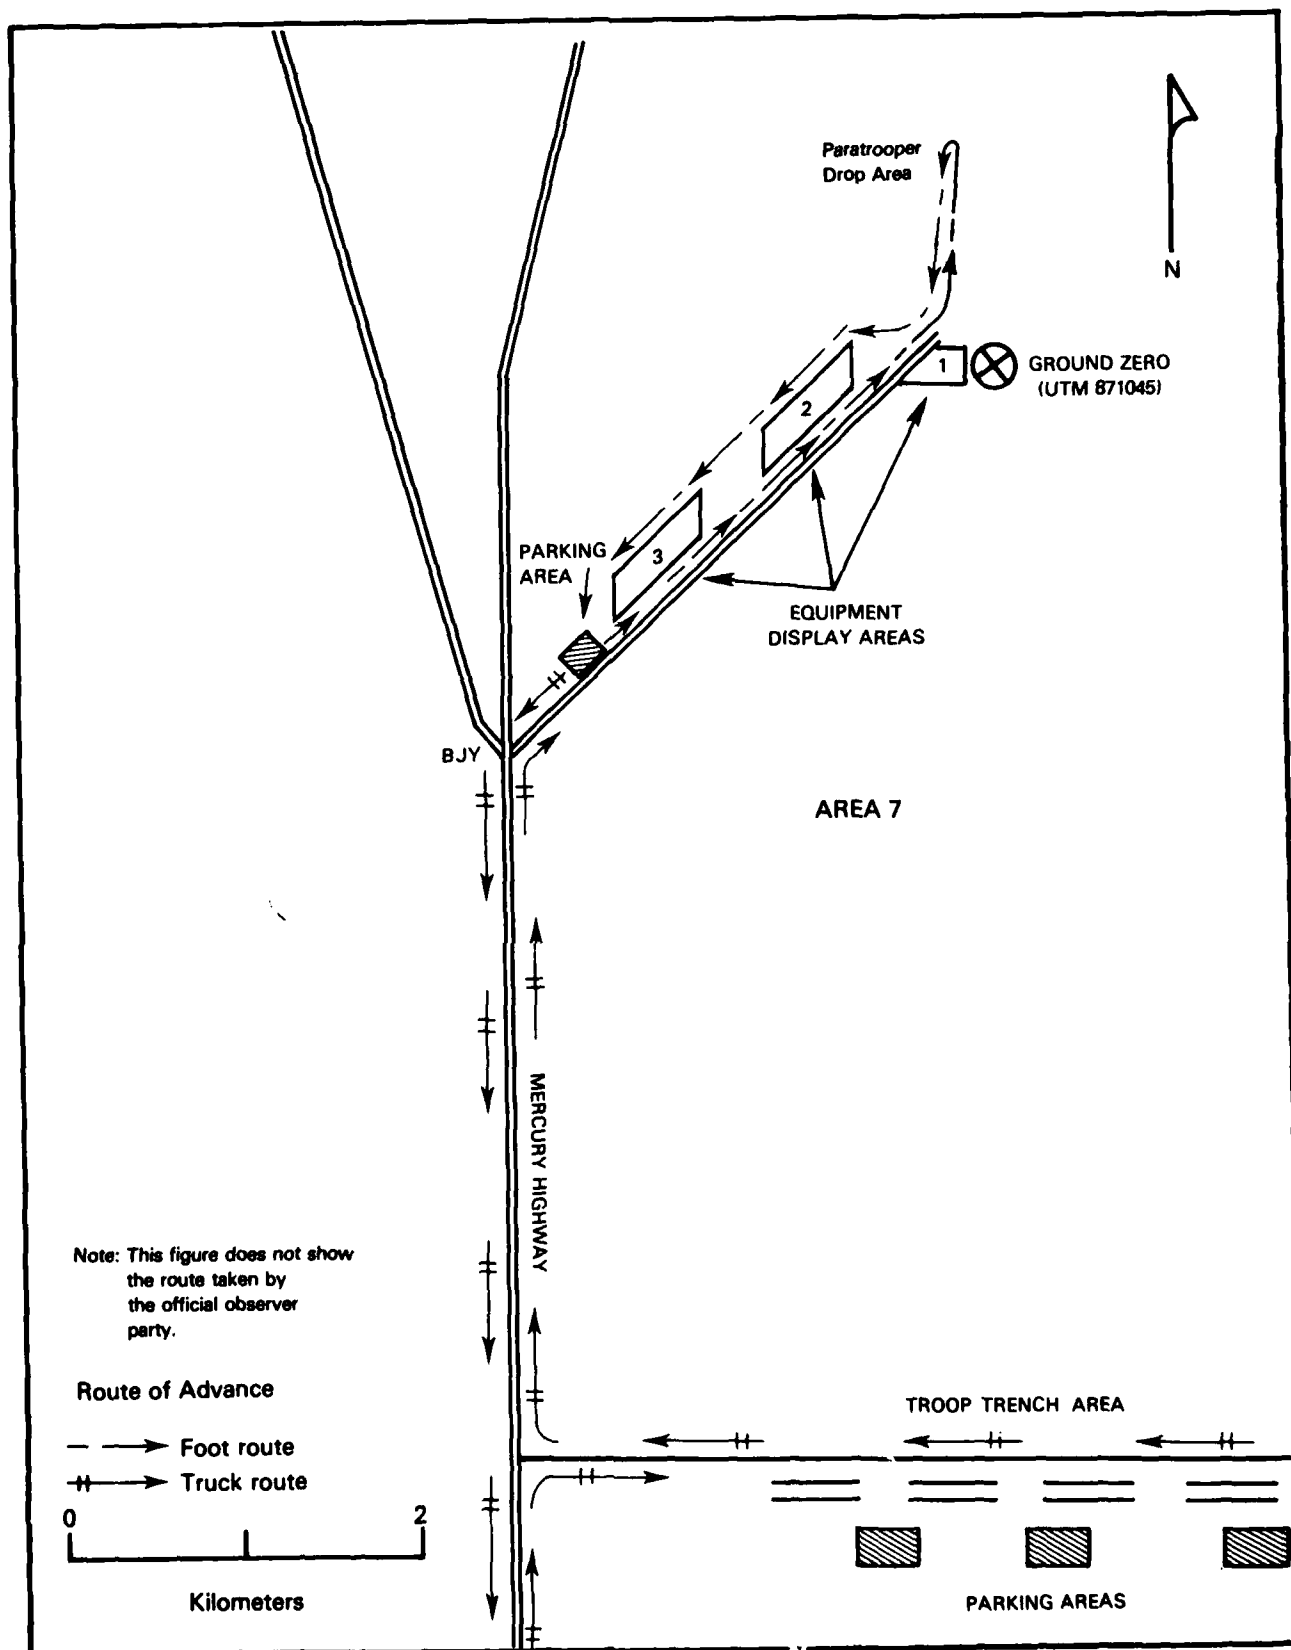 Paratrooper
Drop Area
N
1
GROUND ZERO
(UTM 871045)
2
PARKING
AREA
3
EQUIPMENT
DISPLAY AREAS
BJY
AREA 7
MERCURY HIGHWAY
Note: This figure does not show
the route taken by
the official observer
party.
Route of Advance
Foot route
Truck route
0
2
Kilometers
TROOP TRENCH AREA
PARKING AREAS